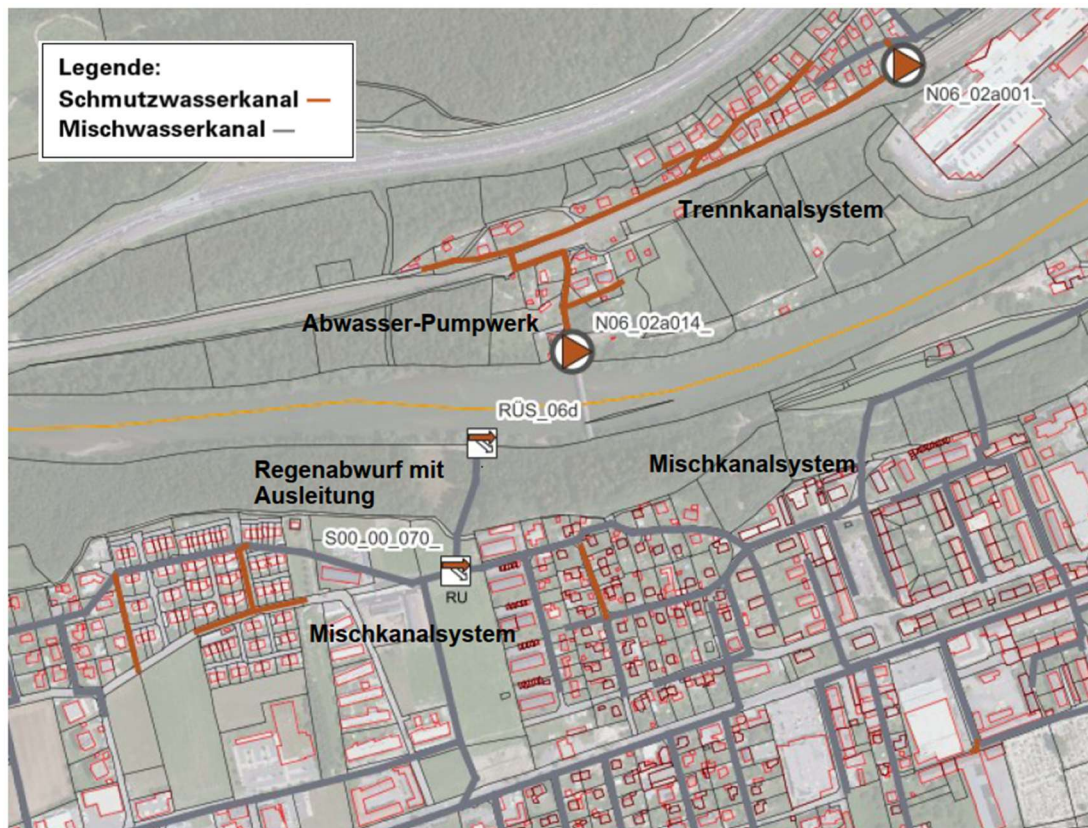 Legende:
Schmutzwasserkanal
Mischwasserkanal
N06_02a001_
Trennkanalsystem
Abwasser-Pumpwerk
N06_02a014_
RÜS_06d
Regenabwurf mit
Ausleitung
Mischkanalsystem
S00_00_070_
RU
Mischkanalsystem